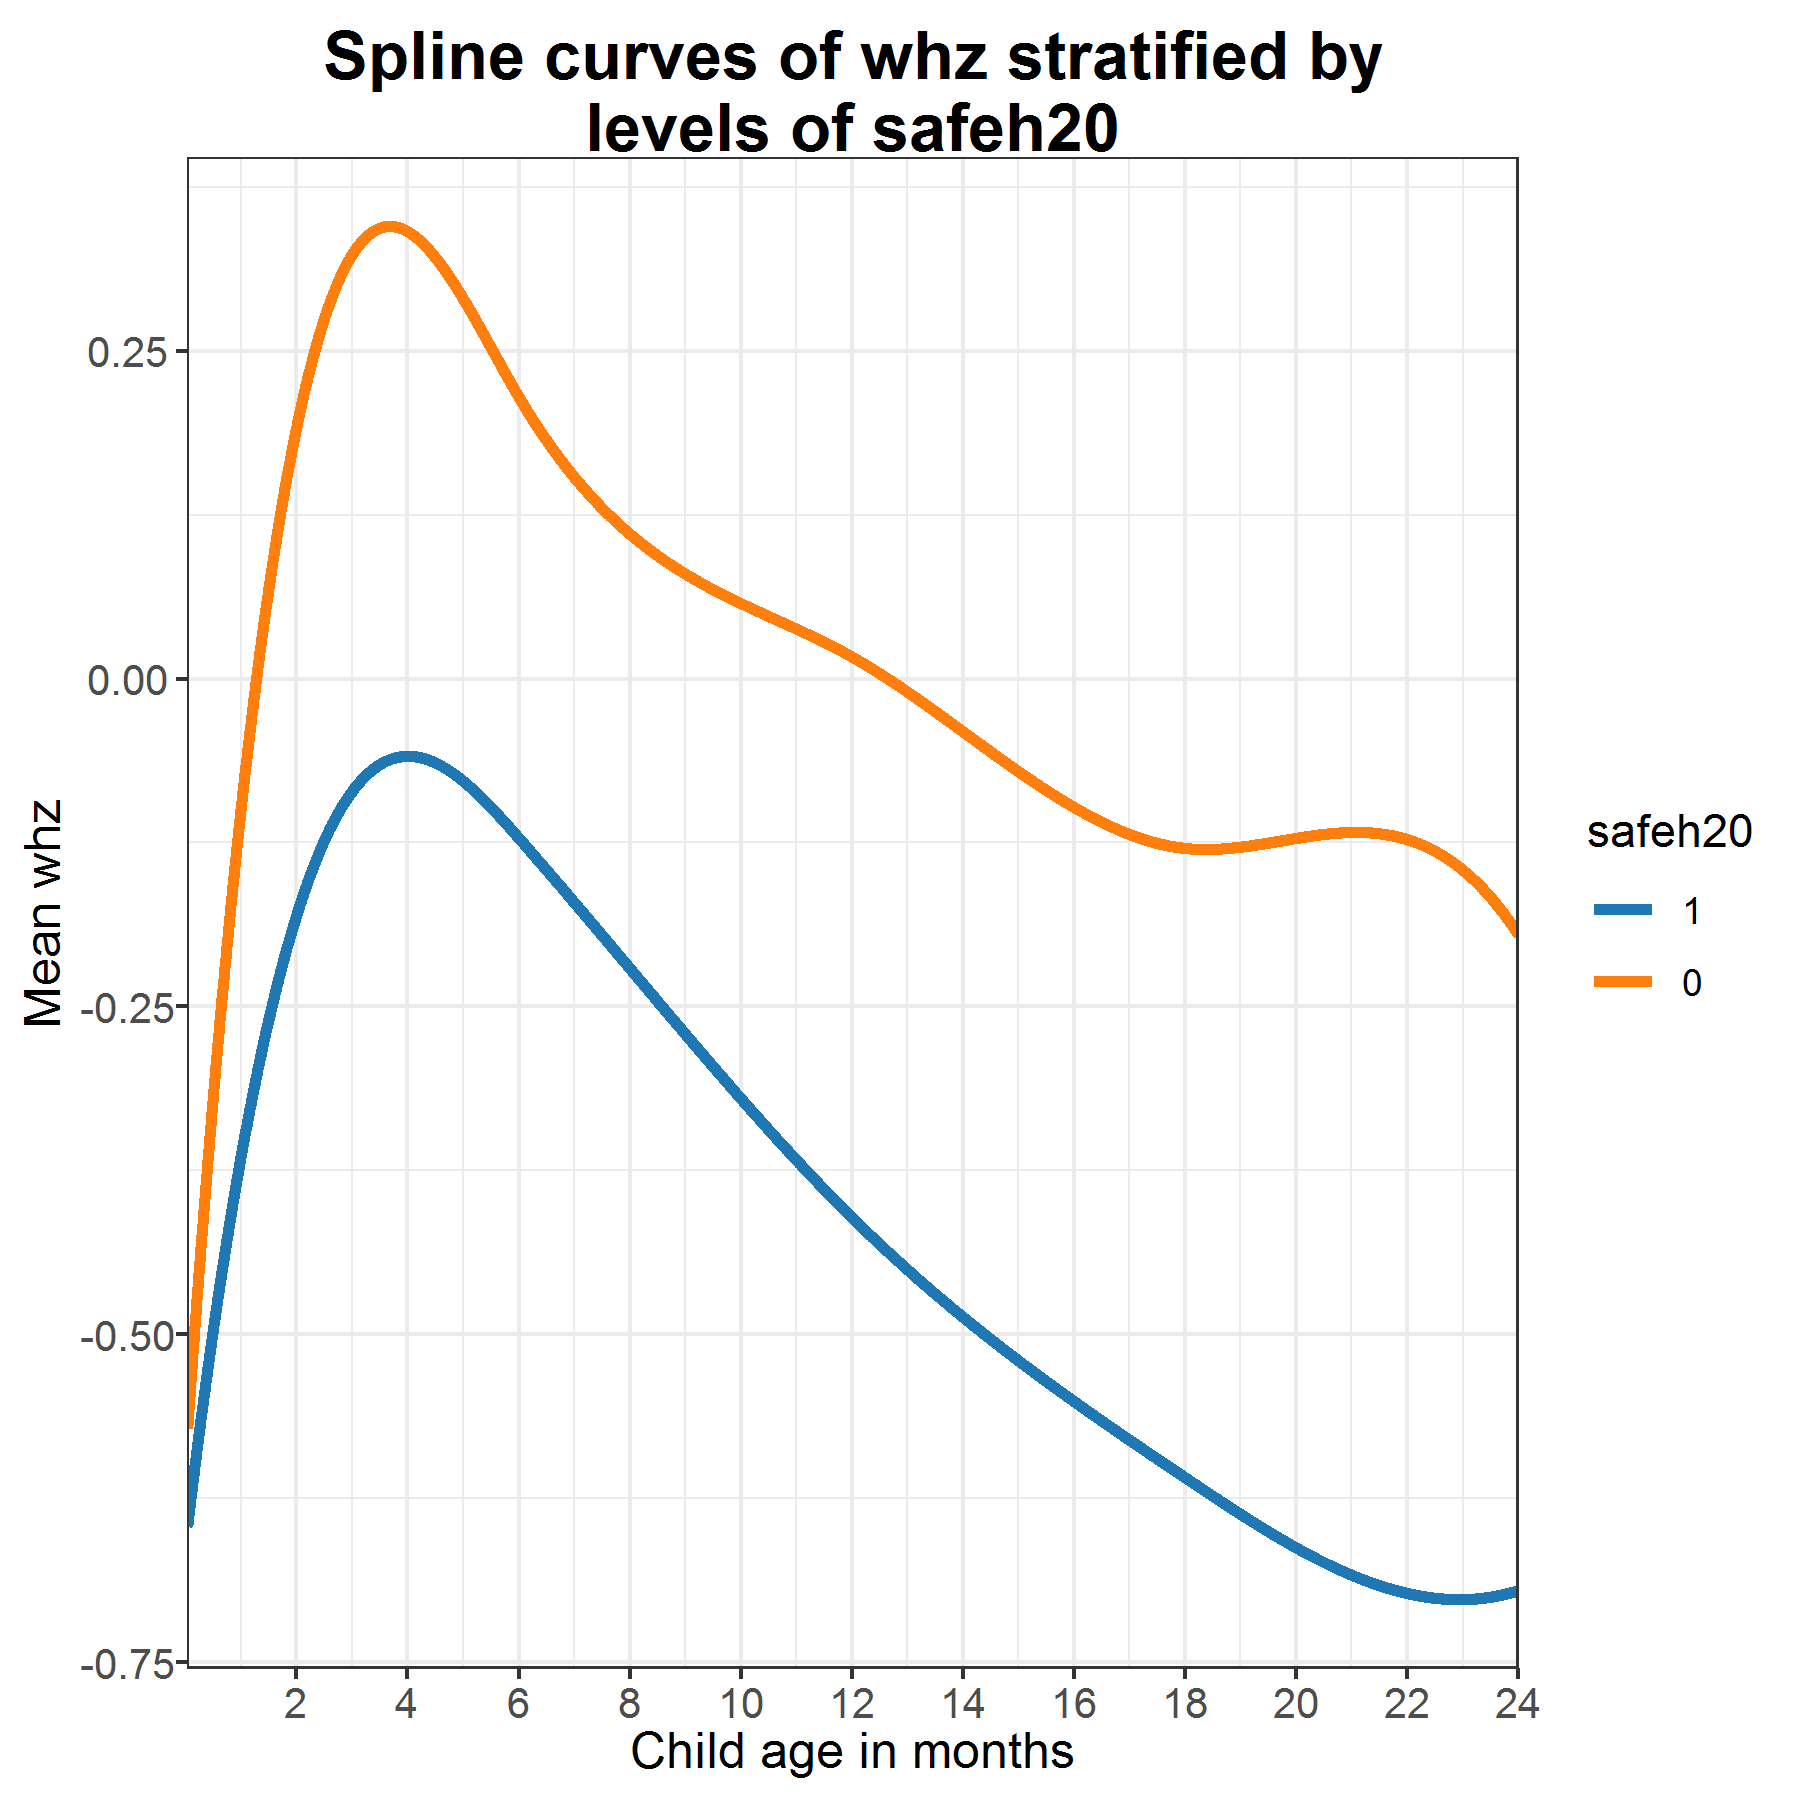 Spline curves of whz stratified by
levels of safeh20
Mean whz
0.25
0.00
-0.25
-0.50
-0.75
2 4 6 8 10 12 14 16 18 20 22 24
Child age in months
safeh20
1
0